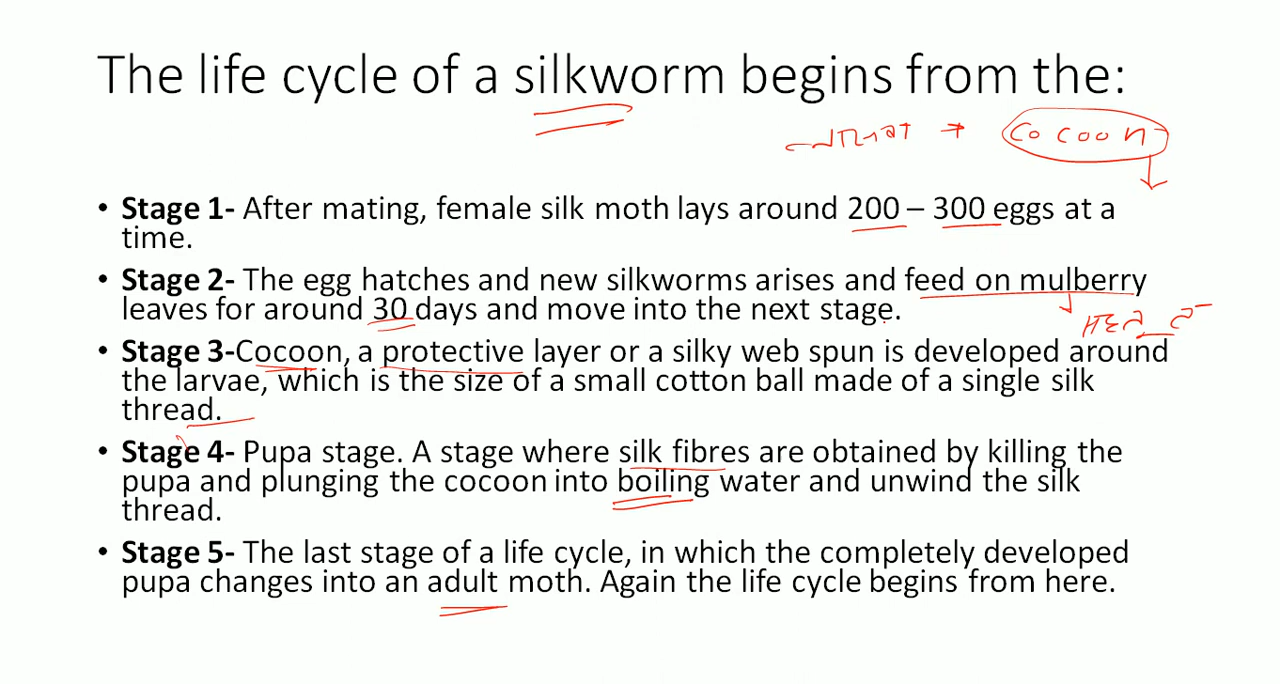 The life cycle of a silkworm begins from the:
→ cocoon
• Stage 1- After mating, female silk moth lays around 200 – 300 eggs at a
time.
• Stage 2- The egg hatches and new silkworms arises and feed on mulberry
leaves for around 30 days and move into the next stage.
• Stage 3-Cocoon, a protective layer or a silky web spun is developed around
the larvae, which is the size of a small cotton ball made of a single silk
thread.
• Stage 4- Pupa stage. A stage where silk fibres are obtained by killing the
pupa and plunging the cocoon into boiling water and unwind the silk
thread.
• Stage 5- The last stage of a life cycle, in which the completely developed
pupa changes into an adult moth. Again the life cycle begins from here.